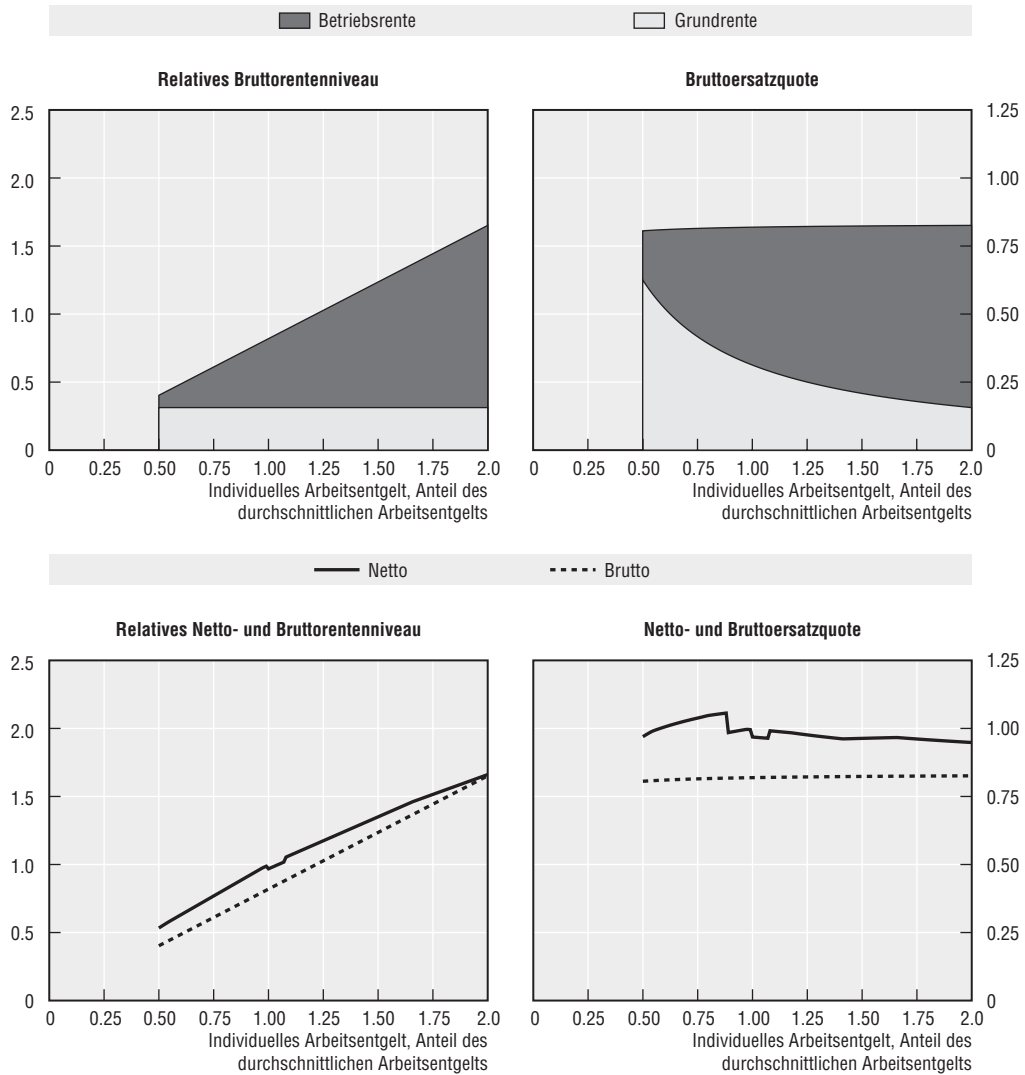 Betriebsrente Grundrente
Relatives Bruttorentenniveau
2.5
2.0
1.5
1.0
0.5
0
0 0.25 0.50 0.75 1.00 1.25 1.50 1.75 2.0
Individuelles Arbeitsentgelt, Anteil des
durchschnittlichen Arbeitsentgelts
Bruttoersatzquote
1.25
1.00
0.75
0.50
0.25
0
0 0.25 0.50 0.75 1.00 1.25 1.50 1.75 2.0
Individuelles Arbeitsentgelt, Anteil des
durchschnittlichen Arbeitsentgelts
Netto Brutto
Relatives Netto- und Bruttorentenniveau
2.5
2.0
1.5
1.0
0.5
0
0 0.25 0.50 0.75 1.00 1.25 1.50 1.75 2.0
Individuelles Arbeitsentgelt, Anteil des
durchschnittlichen Arbeitsentgelts
Netto- und Bruttoersatzquote
1.25
1.00
0.75
0.50
0.25
0
0 0.25 0.50 0.75 1.00 1.25 1.50 1.75 2.0
Individuelles Arbeitsentgelt, Anteil des
durchschnittlichen Arbeitsentgelts